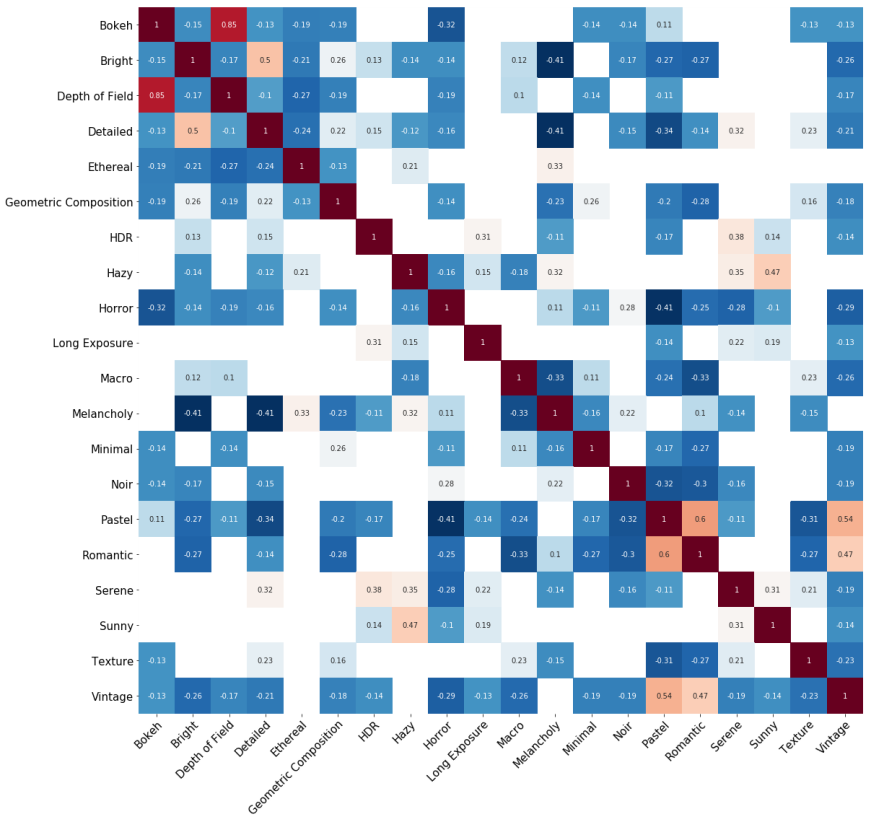 Bokeh 1 -0.15 0.85 -0.13 -0.19 -0.19 -0.32 -0.14 -0.14 0.11 -0.13 -0.13
Bright -0.15 1 -0.17 0.5 -0.21 0.26 0.13 -0.14 -0.14 0.12 -0.41 -0.17 -0.27 -0.27 -0.26
Depth of Field 0.85 -0.17 1 -0.1 -0.27 -0.19 -0.19 0.1 -0.14 -0.11 -0.17
Detailed -0.13 0.5 -0.1 1 -0.24 0.22 0.15 -0.12 -0.16 -0.41 -0.15 -0.34 -0.14 0.32 0.23 -0.21
Ethereal -0.19 -0.21 -0.27 -0.24 1 -0.13 0.21 0.33
Geometric Composition -0.19 0.26 -0.19 0.22 -0.13 1 -0.14 -0.23 0.26 -0.2 -0.28 0.16 -0.18
HDR 0.13 0.15 1 0.31 -0.11 -0.17 0.38 0.14 -0.14
Hazy -0.14 -0.12 0.21 1 -0.16 0.15 -0.18 0.32 0.35 0.47
Horror -0.32 -0.14 -0.19 -0.16 -0.14 -0.16 1 0.11 -0.11 0.28 -0.41 -0.25 -0.28 -0.1 -0.29
Long Exposure 0.31 0.15 1 -0.14 0.22 0.19 -0.13
Macro 0.12 0.1 -0.18 1 -0.33 0.11 -0.24 -0.33 0.23 -0.26
Melancholy -0.41 -0.41 0.33 -0.23 -0.11 0.32 0.11 -0.33 1 -0.16 0.22 0.1 -0.14 -0.15
Minimal -0.14 -0.14 0.26 -0.11 0.11 -0.16 1 -0.17 -0.27 -0.19
Noir -0.14 -0.17 -0.15 0.28 0.22 1 -0.32 -0.3 -0.16 -0.19
Pastel 0.11 -0.27 -0.11 -0.34 -0.2 -0.17 -0.41 -0.14 -0.24 -0.17 -0.32 1 0.6 -0.11 -0.31 0.54
Romantic -0.27 -0.14 -0.28 -0.25 -0.33 0.1 -0.27 -0.3 0.6 1 -0.27 0.47
Serene 0.32 0.38 0.35 -0.28 0.22 -0.14 -0.16 -0.11 1 0.31 0.21 -0.19
Sunny 0.14 0.47 -0.1 0.19 0.31 1 -0.14
Texture -0.13 0.23 0.16 0.23 -0.15 -0.31 -0.27 0.21 1 -0.23
Vintage -0.13 -0.26 -0.17 -0.21 -0.18 -0.14 -0.29 -0.13 -0.26 -0.19 -0.19 0.54 0.47 -0.19 -0.14 -0.23 1
Bokeh Bright Depth of Field Detailed Ethereal Geometric Composition HDR Hazy Horror Long Exposure Macro Melancholy Minimal Noir Pastel Romantic Serene Sunny Texture Vintage